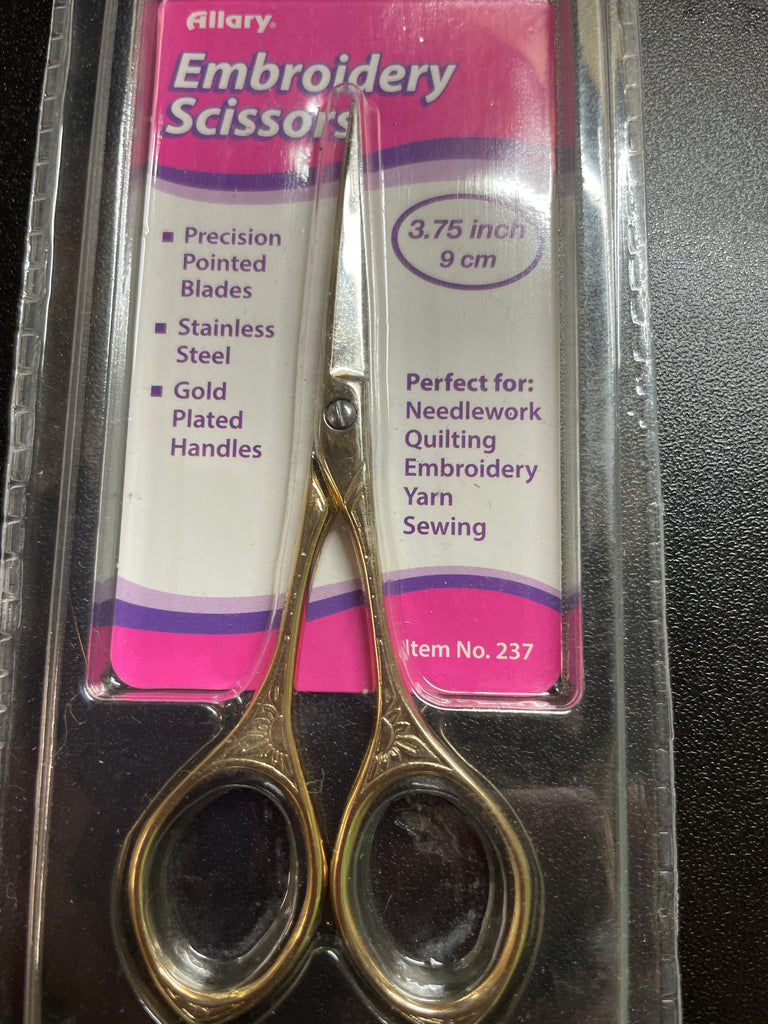 Allary
Embroidery
Scissors
3.75 inch
9 cm
Precision
Pointed
Blades
Stainless
Steel
Gold
Plated
Handles
Perfect for:
Needlework
Quilting
Embroidery
Yarn
Sewing
Item No. 237